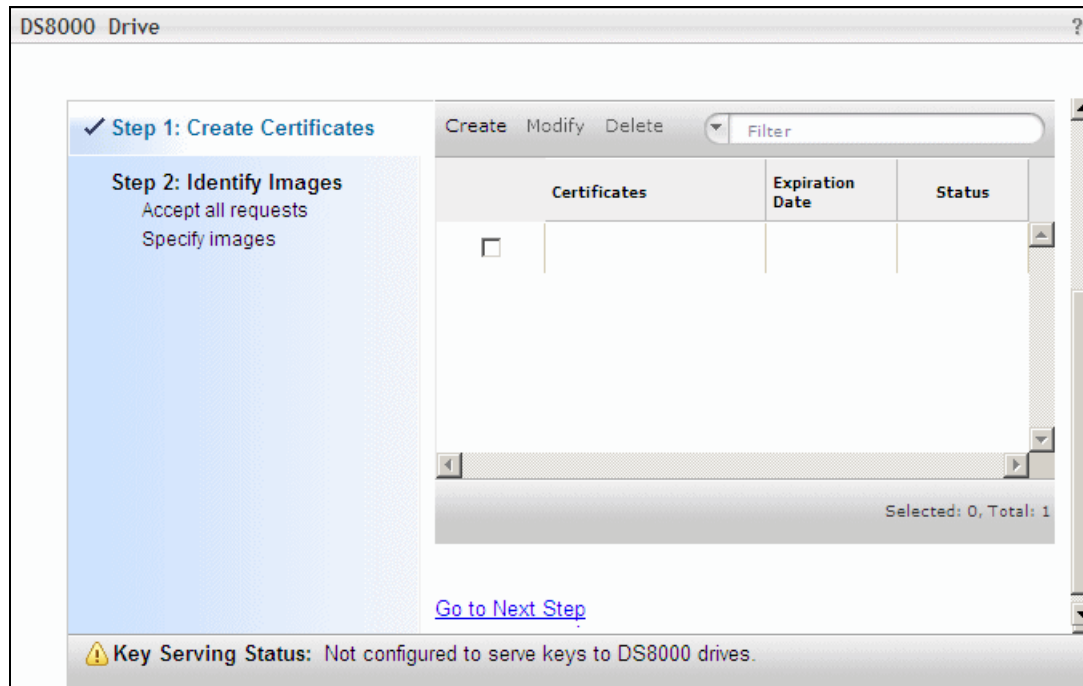 DS8000 Drive
?
✓ Step 1: Create Certificates
Step 2: Identify Images
Accept all requests
Specify images
Create Modify Delete
Filter
Certificates
Expiration Date
Status
Selected: 0, Total: 1
Go to Next Step
Key Serving Status: Not configured to serve keys to DS8000 drives.